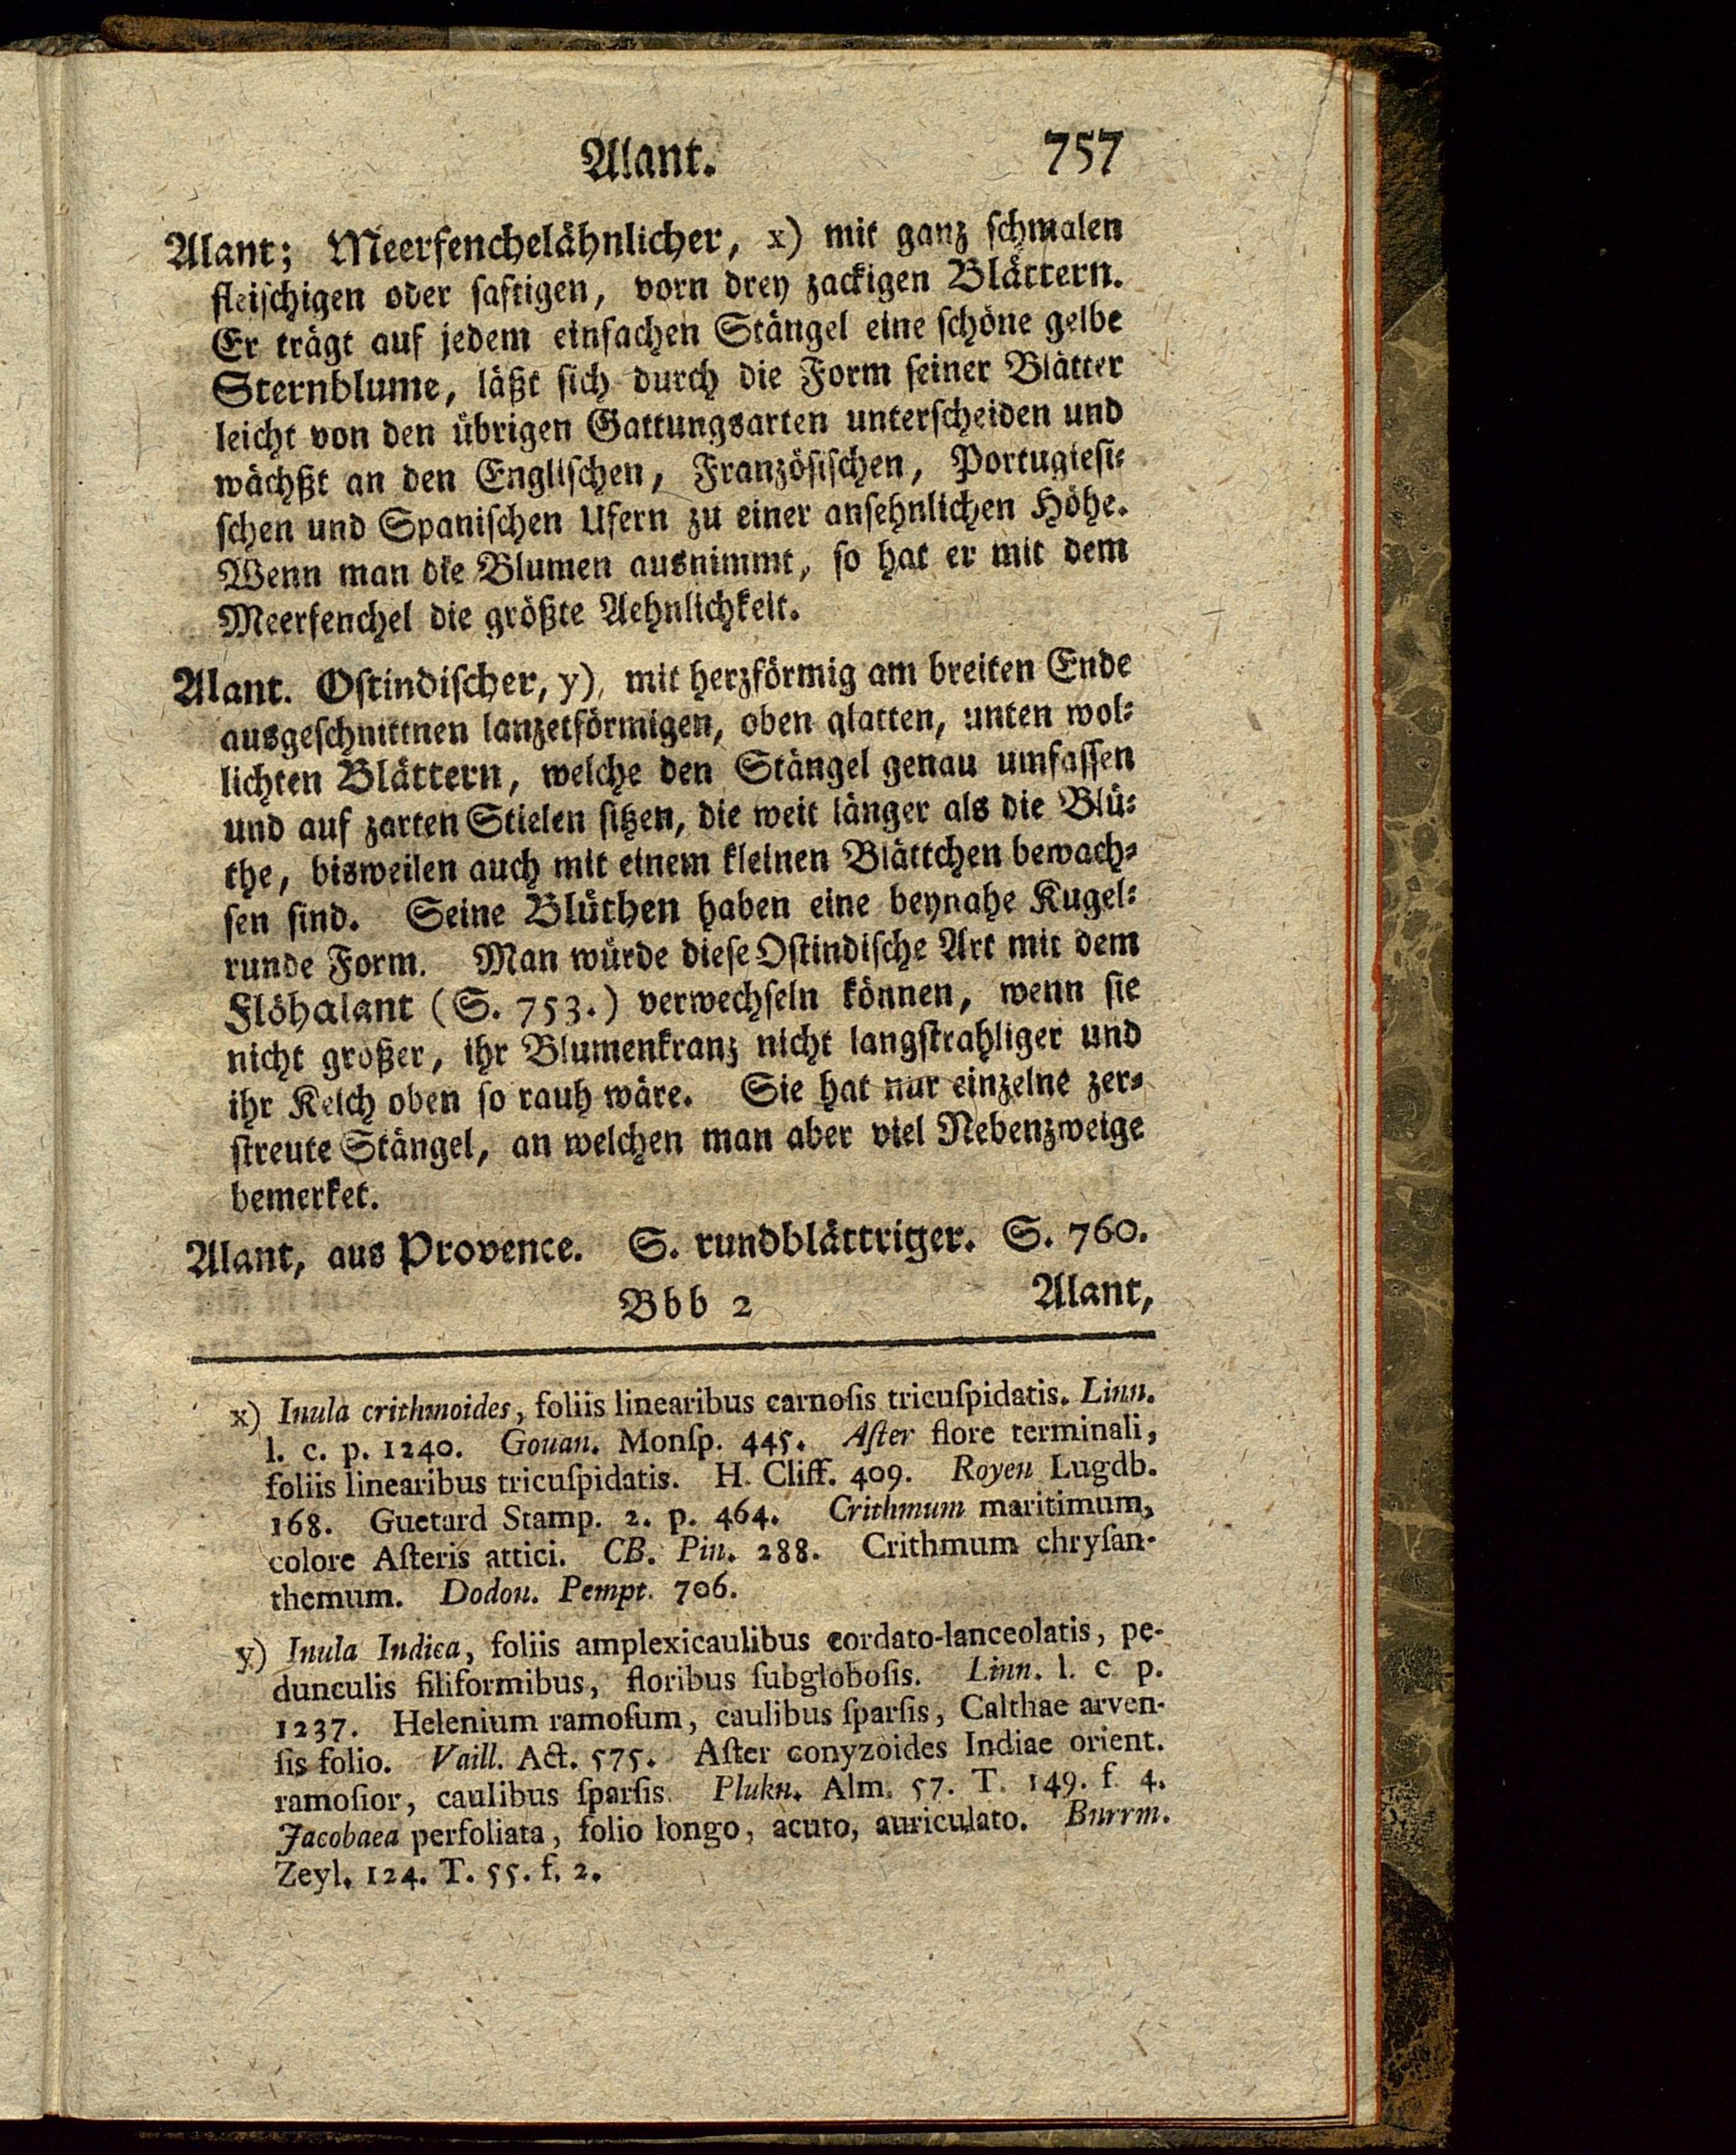 Alant. 757
Alant; Meerfenchelähnlicher, x) mit ganz ſchmalen
fleiſchigen oder ſaftigen, vorn drey zackigen Blättern.
Er trägt auf jedem einfachen Stängel eine ſchöne gelbe
Sternblume, läßt ſich durch die Form ſeiner Blätter
leicht von den übrigen Gattungsarten unterſcheiden und
wächßt an den Engliſchen, Franzöſiſchen, Portugieſi-
ſchen und Spaniſchen Ufern zu einer anſehnlichen Höhe.
Wenn man die Blumen ausnimmt, ſo hat er mit dem
Meerfenchel die größte Aehnlichkeit.
Alant. Oſtindiſcher, y), mit herzförmig am breiten Ende
ausgeſchnittnen lanzetförmigen, oben glatten, unten wol-
lichten Blättern, welche den Stängel genau umfaſſen
und auf zarten Stielen ſitzen, die weit länger als die Blü-
the, bisweilen auch mit einem kleinen Blättchen bewach-
ſen ſind. Seine Blüthen haben eine beynahe Kugel-
runde Form. Man würde dieſe Oſtindiſche Art mit dem
Flöhalant (S. 753.) verwechſeln können, wenn ſie
nicht größer, ihr Blumenkranz nicht langſtrahliger und
ihr Kelch oben ſo rauh wäre. Sie hat nur einzelne zer-
ſtreute Stängel, an welchen man aber viel Nebenzweige
bemerket.
Alant, aus Provence. S. rundblättriger. S. 760.
Bbb 2 Alant,
x) Inula crithmoides, foliis linearibus carnoſis tricuſpidatis. Linn.
l. c. p. 1240. Gouan. Monſp. 445. Aſter flore terminali,
foliis linearibus tricuſpidatis. H. Cliff. 409. Royen Lugdb.
168. Guetard Stamp. 2. p. 464. Crithmum maritimum,
colore Aſteris attici. CB. Pin. 288. Crithmum chryſan-
themum. Dodon. Pempt. 706.
y) Inula Indica, foliis amplexicaulibus cordato-lanceolatis, pe-
dunculis filiformibus, floribus ſubgloboſis. Linn. l. c p.
1237. Helenium ramoſum, caulibus ſparſis, Calthae arven-
ſis folio. Vaill. Act. 575. Aſter conyzoides Indiae orient.
ramoſior, caulibus ſparſis. Plukn. Alm. 57. T. 149. f. 4.
Jacobaea perfoliata, folio longo, acuto, auriculato. Burrm.
Zeyl. 124. T. 55. f. 2.